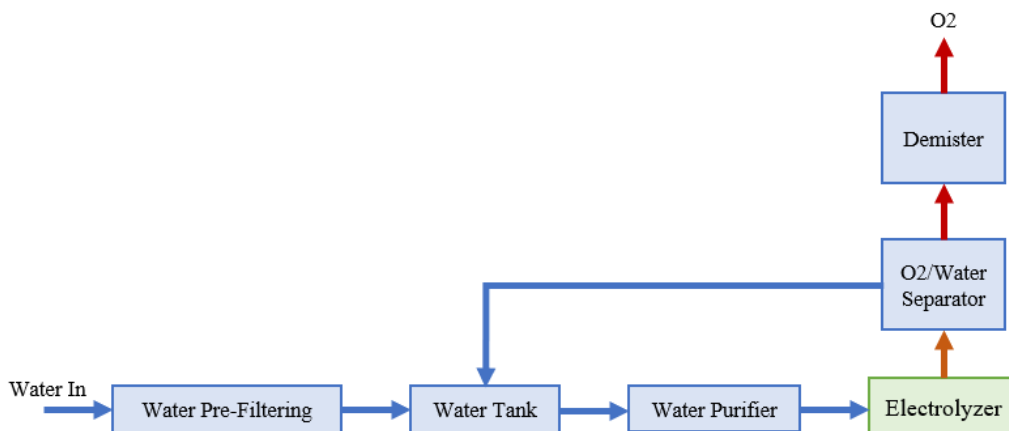 O2
Demister
O2/Water
Separator
Water In
Water Pre-Filtering
Water Tank
Water Purifier
Electrolyzer